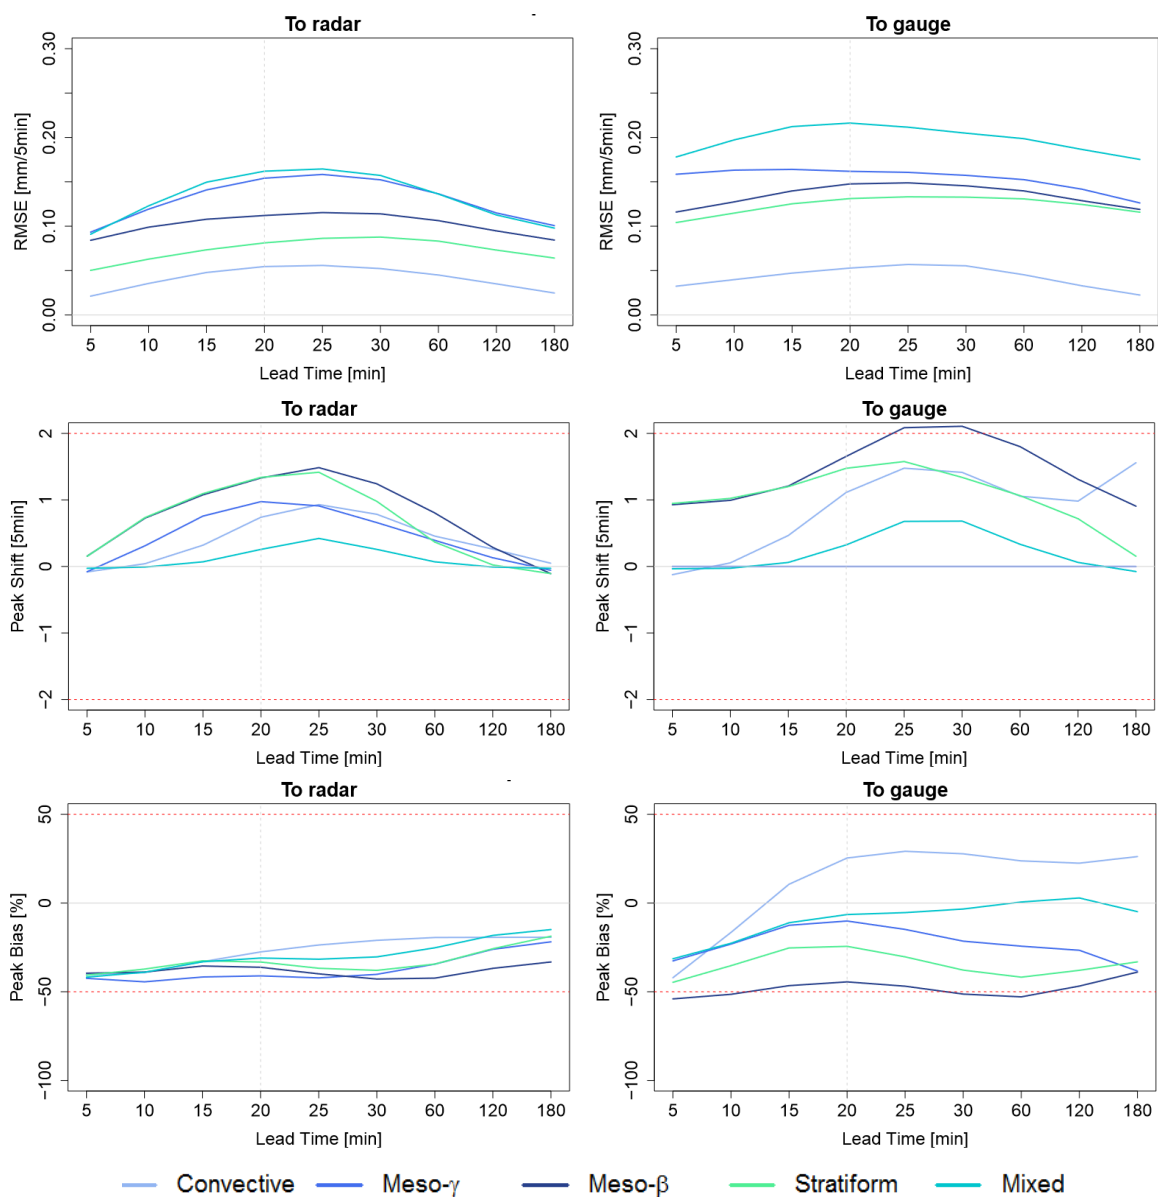 To radar
To gauge
RMSE [mm/5min]
0.30
0.20
0.10
0.00
5 10 15 20 25 30 60 120 180
Lead Time [min]
RMSE [mm/5min]
0.30
0.20
0.10
0.00
5 10 15 20 25 30 60 120 180
Lead Time [min]
To radar
To gauge
Peak Shift [5min]
2
1
0
−1
−2
5 10 15 20 25 30 60 120 180
Lead Time [min]
Peak Shift [5min]
2
1
0
−1
−2
5 10 15 20 25 30 60 120 180
Lead Time [min]
To radar
To gauge
Peak Bias [%]
50
0
−50
−100
5 10 15 20 25 30 60 120 180
Lead Time [min]
Peak Bias [%]
50
0
−50
−100
5 10 15 20 25 30 60 120 180
Lead Time [min]
Convective Meso-γ Meso-β Stratiform Mixed